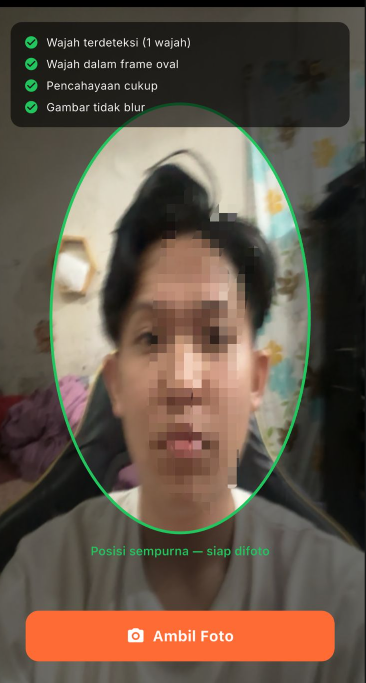 Wajah terdeteksi (1 wajah)
Wajah dalam frame oval
Pencahayaan cukup
Gambar tidak blur
Posisi sempurna — siap difoto
Ambil Foto